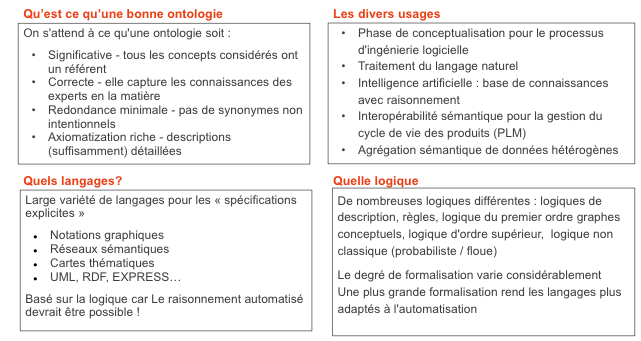 Qu'est ce qu'une bonne ontologie
On s'attend à ce qu'une ontologie soit :
• Significative - tous les concepts considérés ont
un référent
• Correcte - elle capture les connaissances des
experts en la matière
• Redondance minimale - pas de synonymes non
intentionnels
• Axiomatization riche - descriptions
(suffisamment) détaillées
Les divers usages
• Phase de conceptualisation pour le processus
d'ingénierie logicielle
• Traitement du langage naturel
• Intelligence artificielle : base de connaissances
avec raisonnement
• Interopérabilité sémantique pour la gestion du
cycle de vie des produits (PLM)
• Agrégation sémantique de données hétérogènes
Quels langages?
Large variété de langages pour les « spécifications
explicites »
• Notations graphiques
• Réseaux sémantiques
• Cartes thématiques
• UML, RDF, EXPRESS…
Basé sur la logique car Le raisonnement automatisé
devrait être possible !
Quelle logique
De nombreuses logiques différentes : logiques de
description, règles, logique du premier ordre graphes
conceptuels, logique d'ordre supérieur, logique non
classique (probabiliste / floue)
Le degré de formalisation varie considérablement
Une plus grande formalisation rend les langages plus
adaptés à l'automatisation